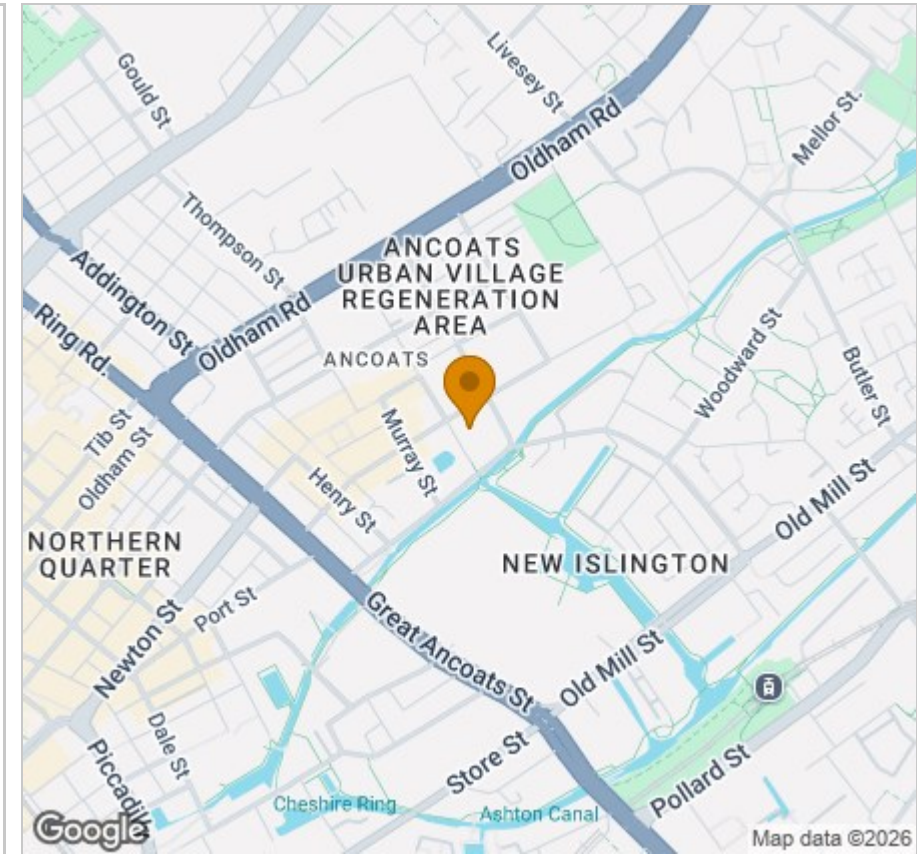 Gould St
Livesey St
Mellor St.
Oldham Rd
Thompson St
ANCOATS
URBAN VILLAGE
REGENERATION
AREA
Addington St
Ring Rd.
Oldham Rd
ANCOATS
Woodward St
Butler St
Tib St
Oldham St
Murray St
Henry St
Old Mill St
NORTHERN
QUARTER
NEW ISLINGTON
Port St
Newton St
Great Ancoats St
Old Mill St
Dale St
Piccadilly
Store St
Pollard St
Cheshire Ring
Ashton Canal
Google
Map data ©2026